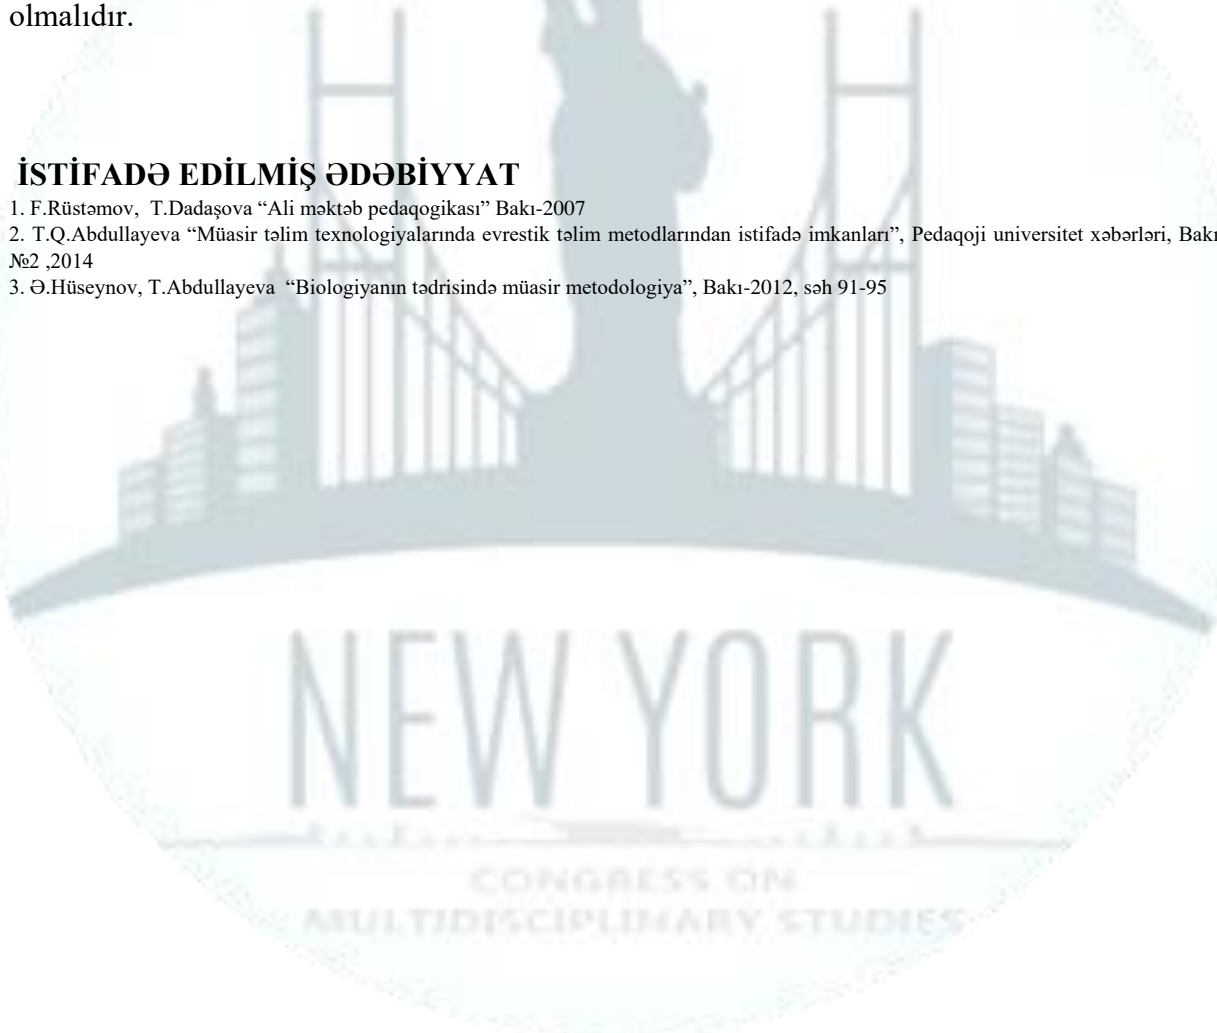 olmalıdır.
İSTİFADƏ EDİLMİŞ ƏDƏBİYYAT
1. F.Rüstəmov, T.Dadaşova “Ali məktəb pedaqogikası” Bakı-2007
2. T.Q.Abdullayeva “Müasir təlim texnologiyalarında evrestik təlim metodlarından istifadə imkanları”, Pedaqoji universitet xəbərləri, Bakı
№2 ,2014
3. Ə.Hüseynov, T.Abdullayeva “Biologiyanın tədrisində müasir metodologiya”, Bakı-2012, səh 91-95
NEW YORK
CONGRESS ON
MULTIDISCIPLINARY STUDIES